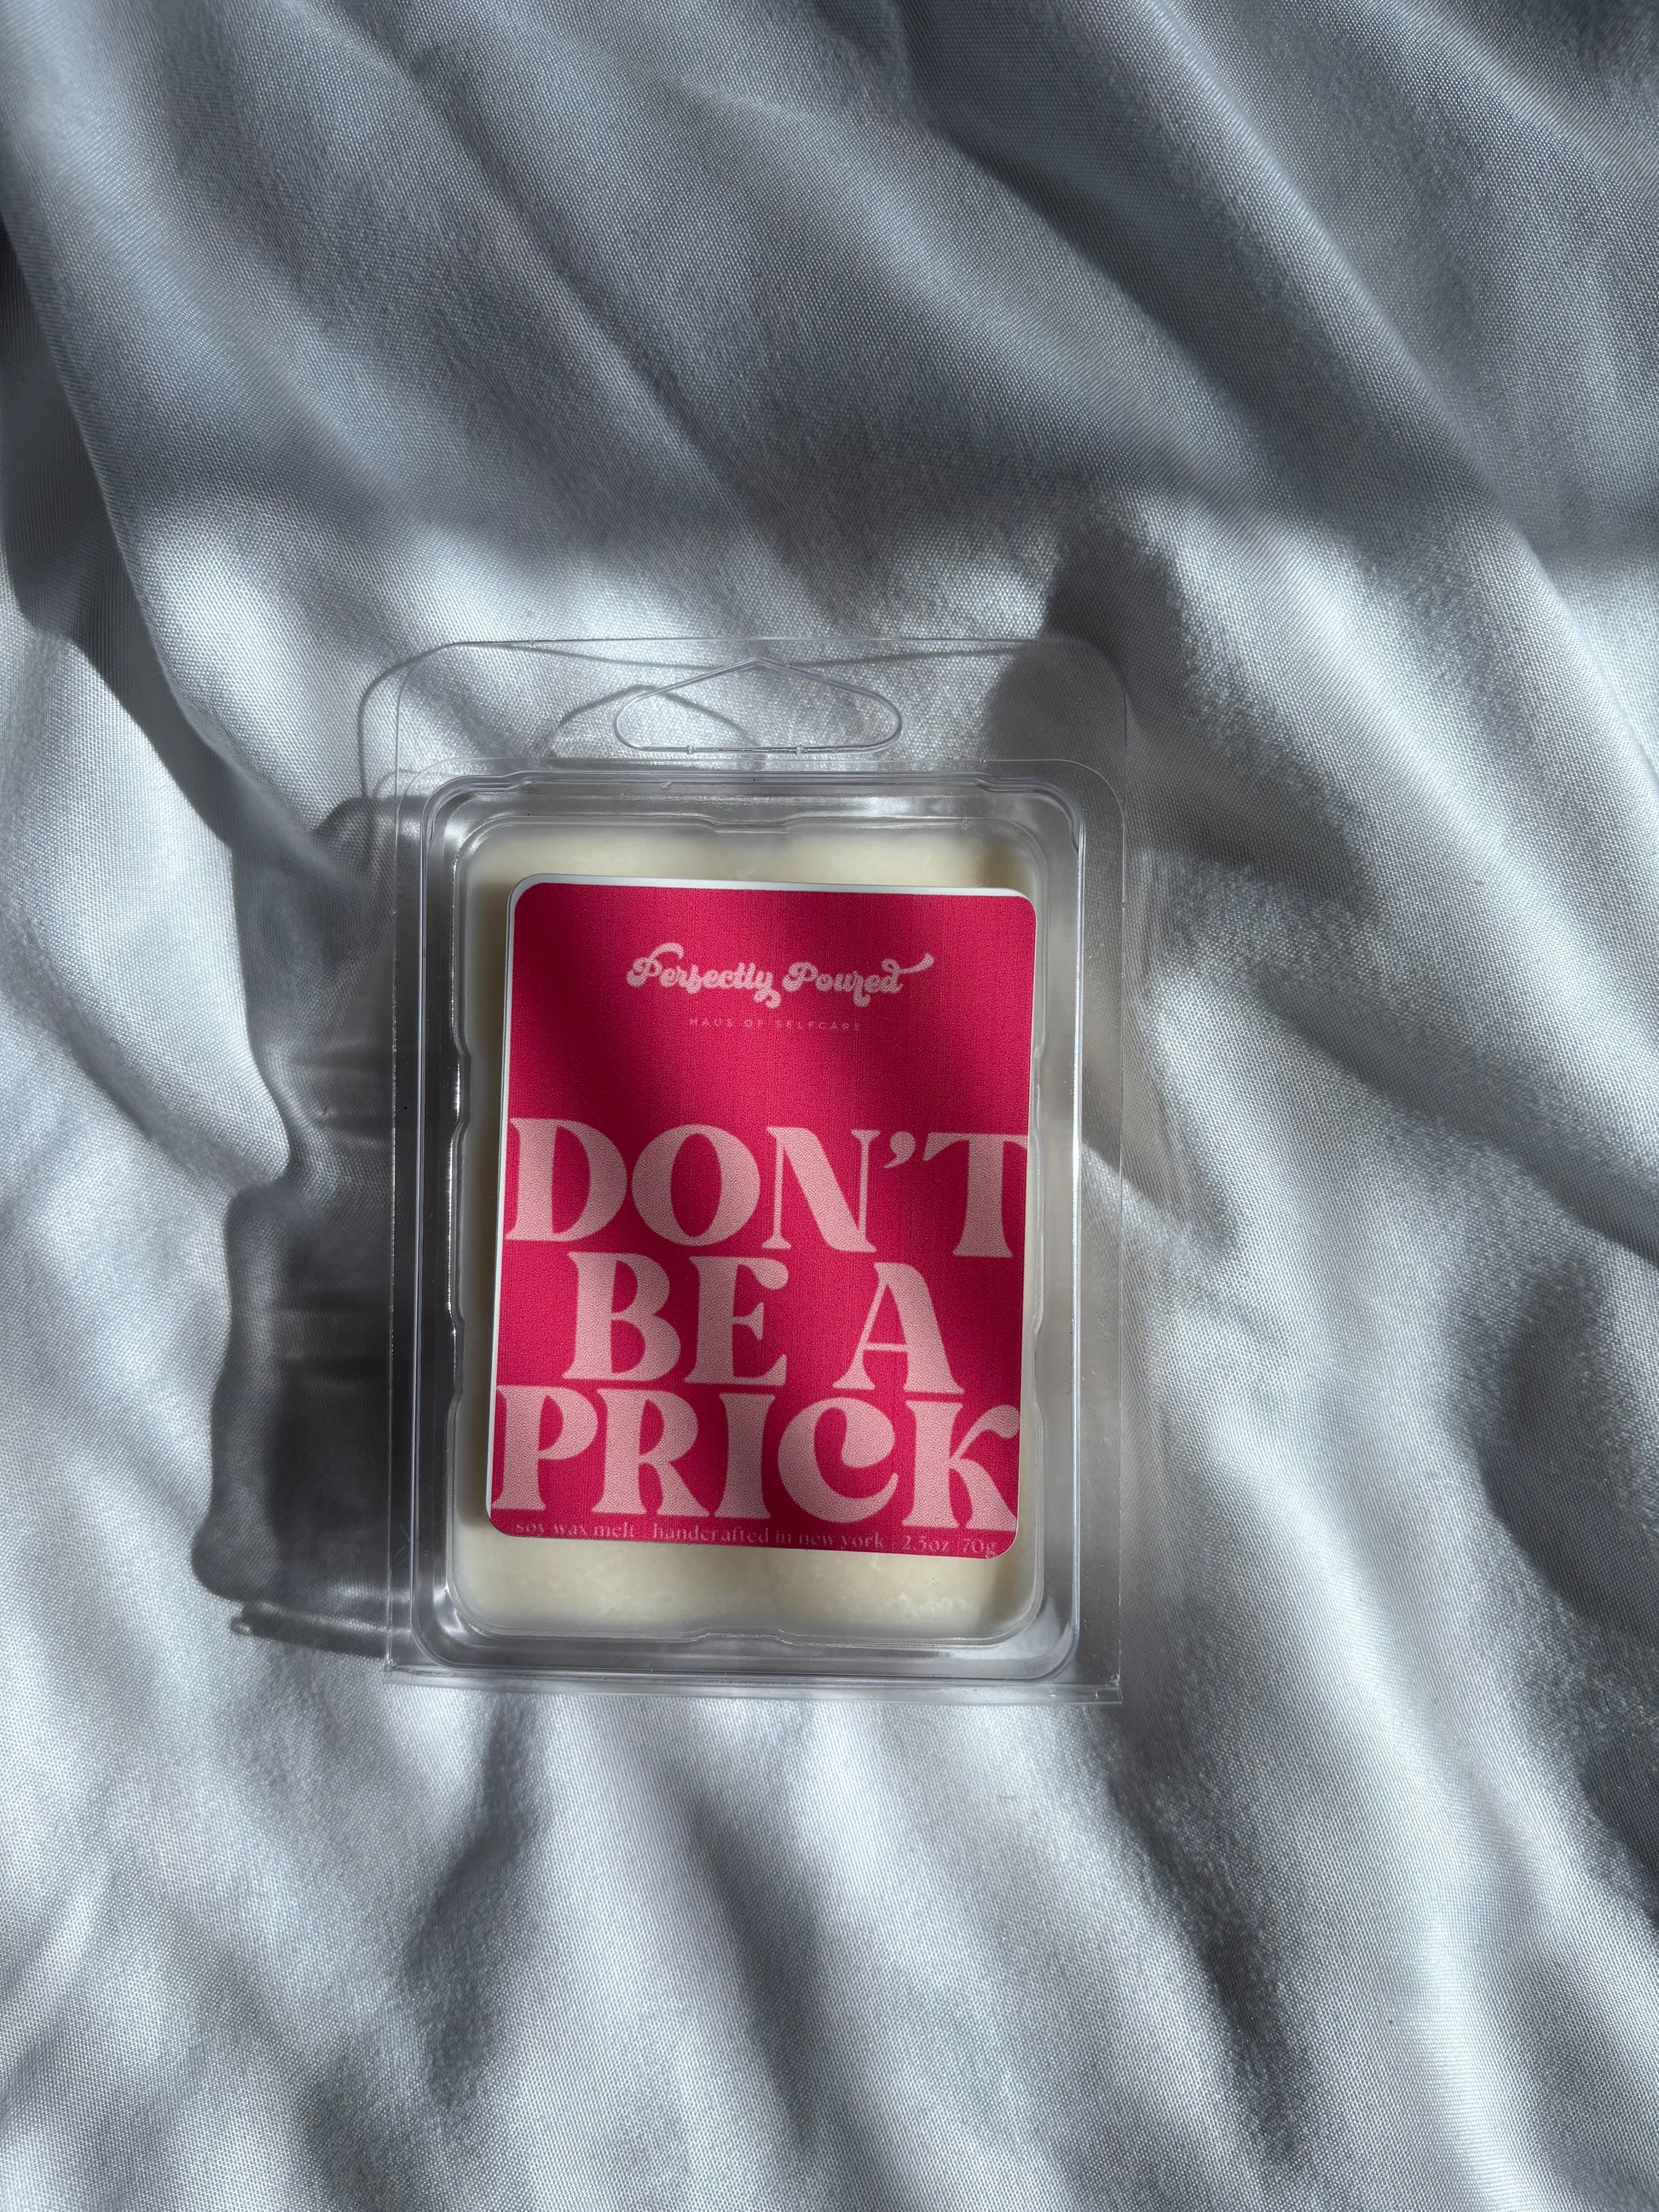 Perfectly Poured
HAUS OF SELFCARE
DON'T
BE A
PRICK
soy wax melt | handcrafted in new york | 2.5oz | 70g